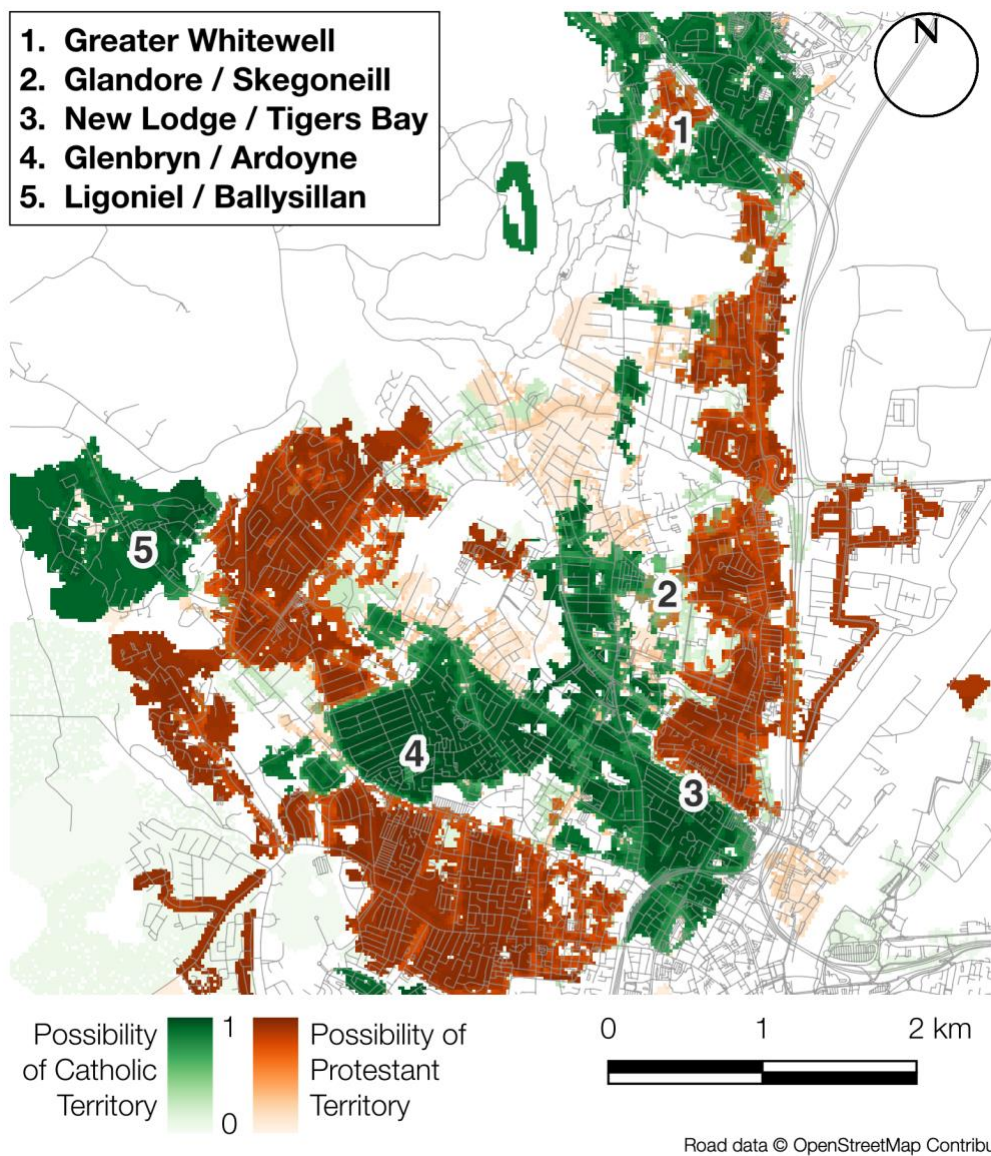 1. Greater Whitewell
2. Glandore / Skegoneill
3. New Lodge / Tigers Bay
4. Glenbryn / Ardoyne
5. Ligoniel / Ballysillan
N
1
5
2
4
3
Possibility of Catholic Territory
1
0
Possibility of Protestant Territory
0 1 2 km
Road data © OpenStreetMap Contribu